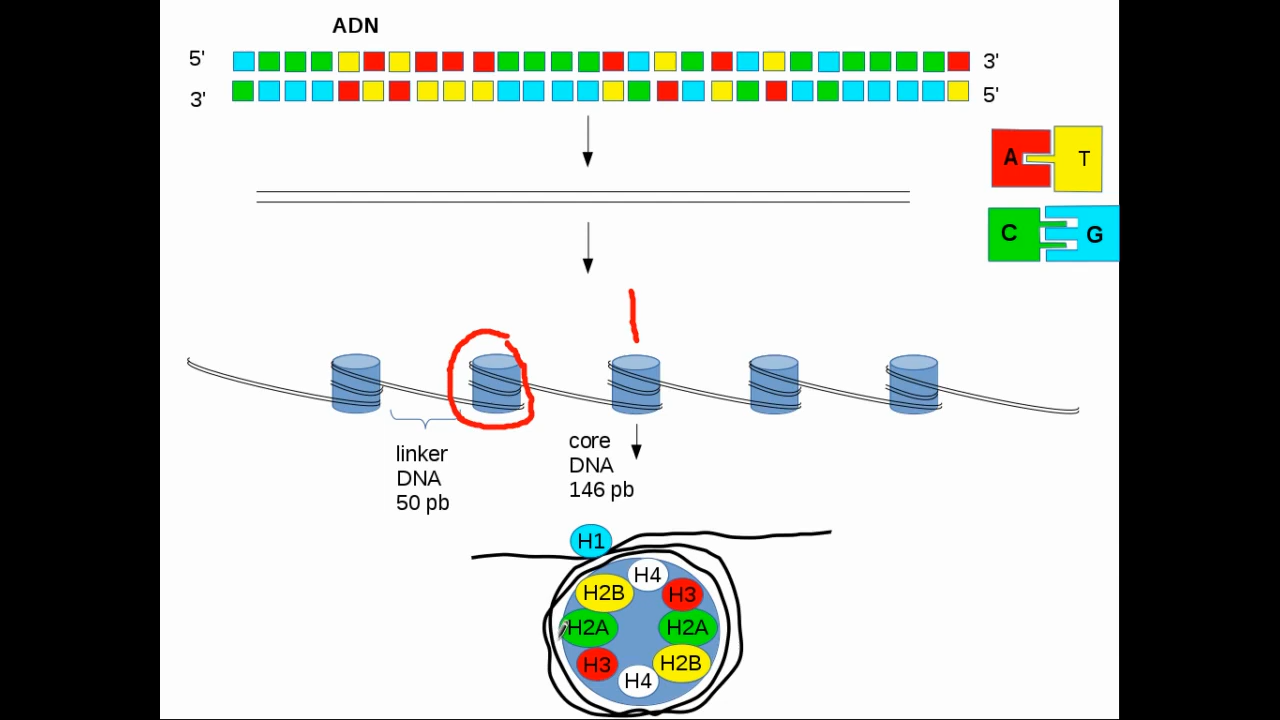 ADN
5' 3'
3' 5'
A T
C G
linker
DNA
50 pb
core
DNA
146 pb
H1
H4
H2B H3
H2A H2A
H3 H2B
H4